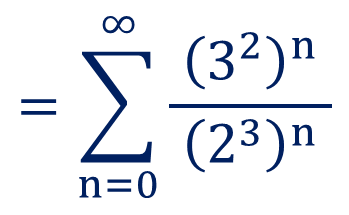 = ∑_{n=0}^{∞} (3²)ⁿ / (2³)ⁿ